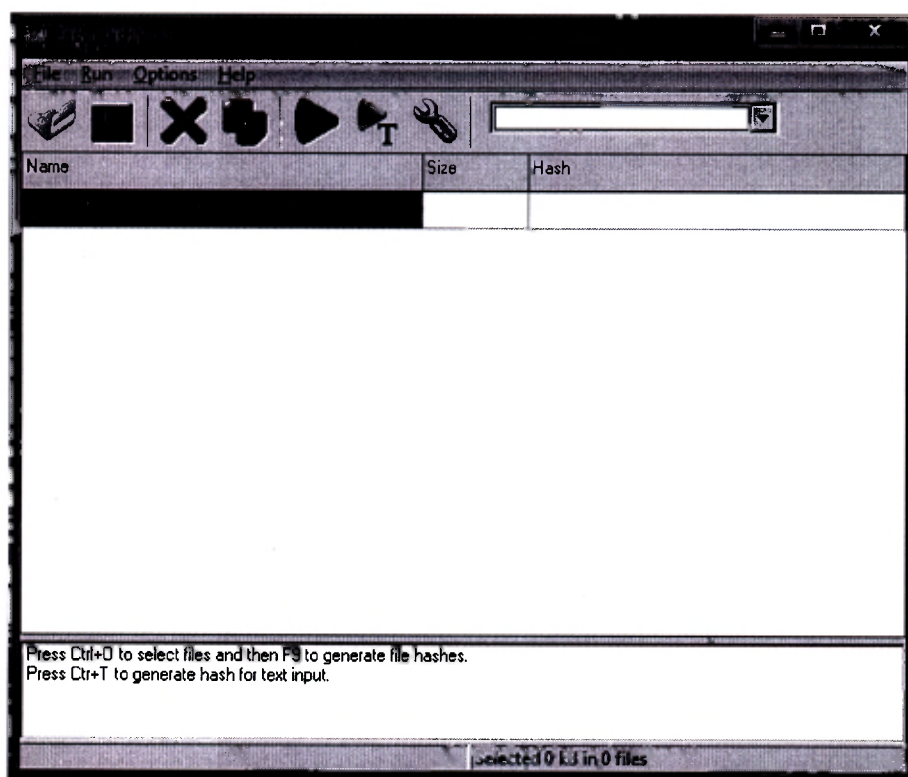 File Run Options Help
T
Name Size Hash
Press Ctrl+O to select files and then F9 to generate file hashes.
Press Ctr+T to generate hash for text input.
Selected 0 kB in 0 files